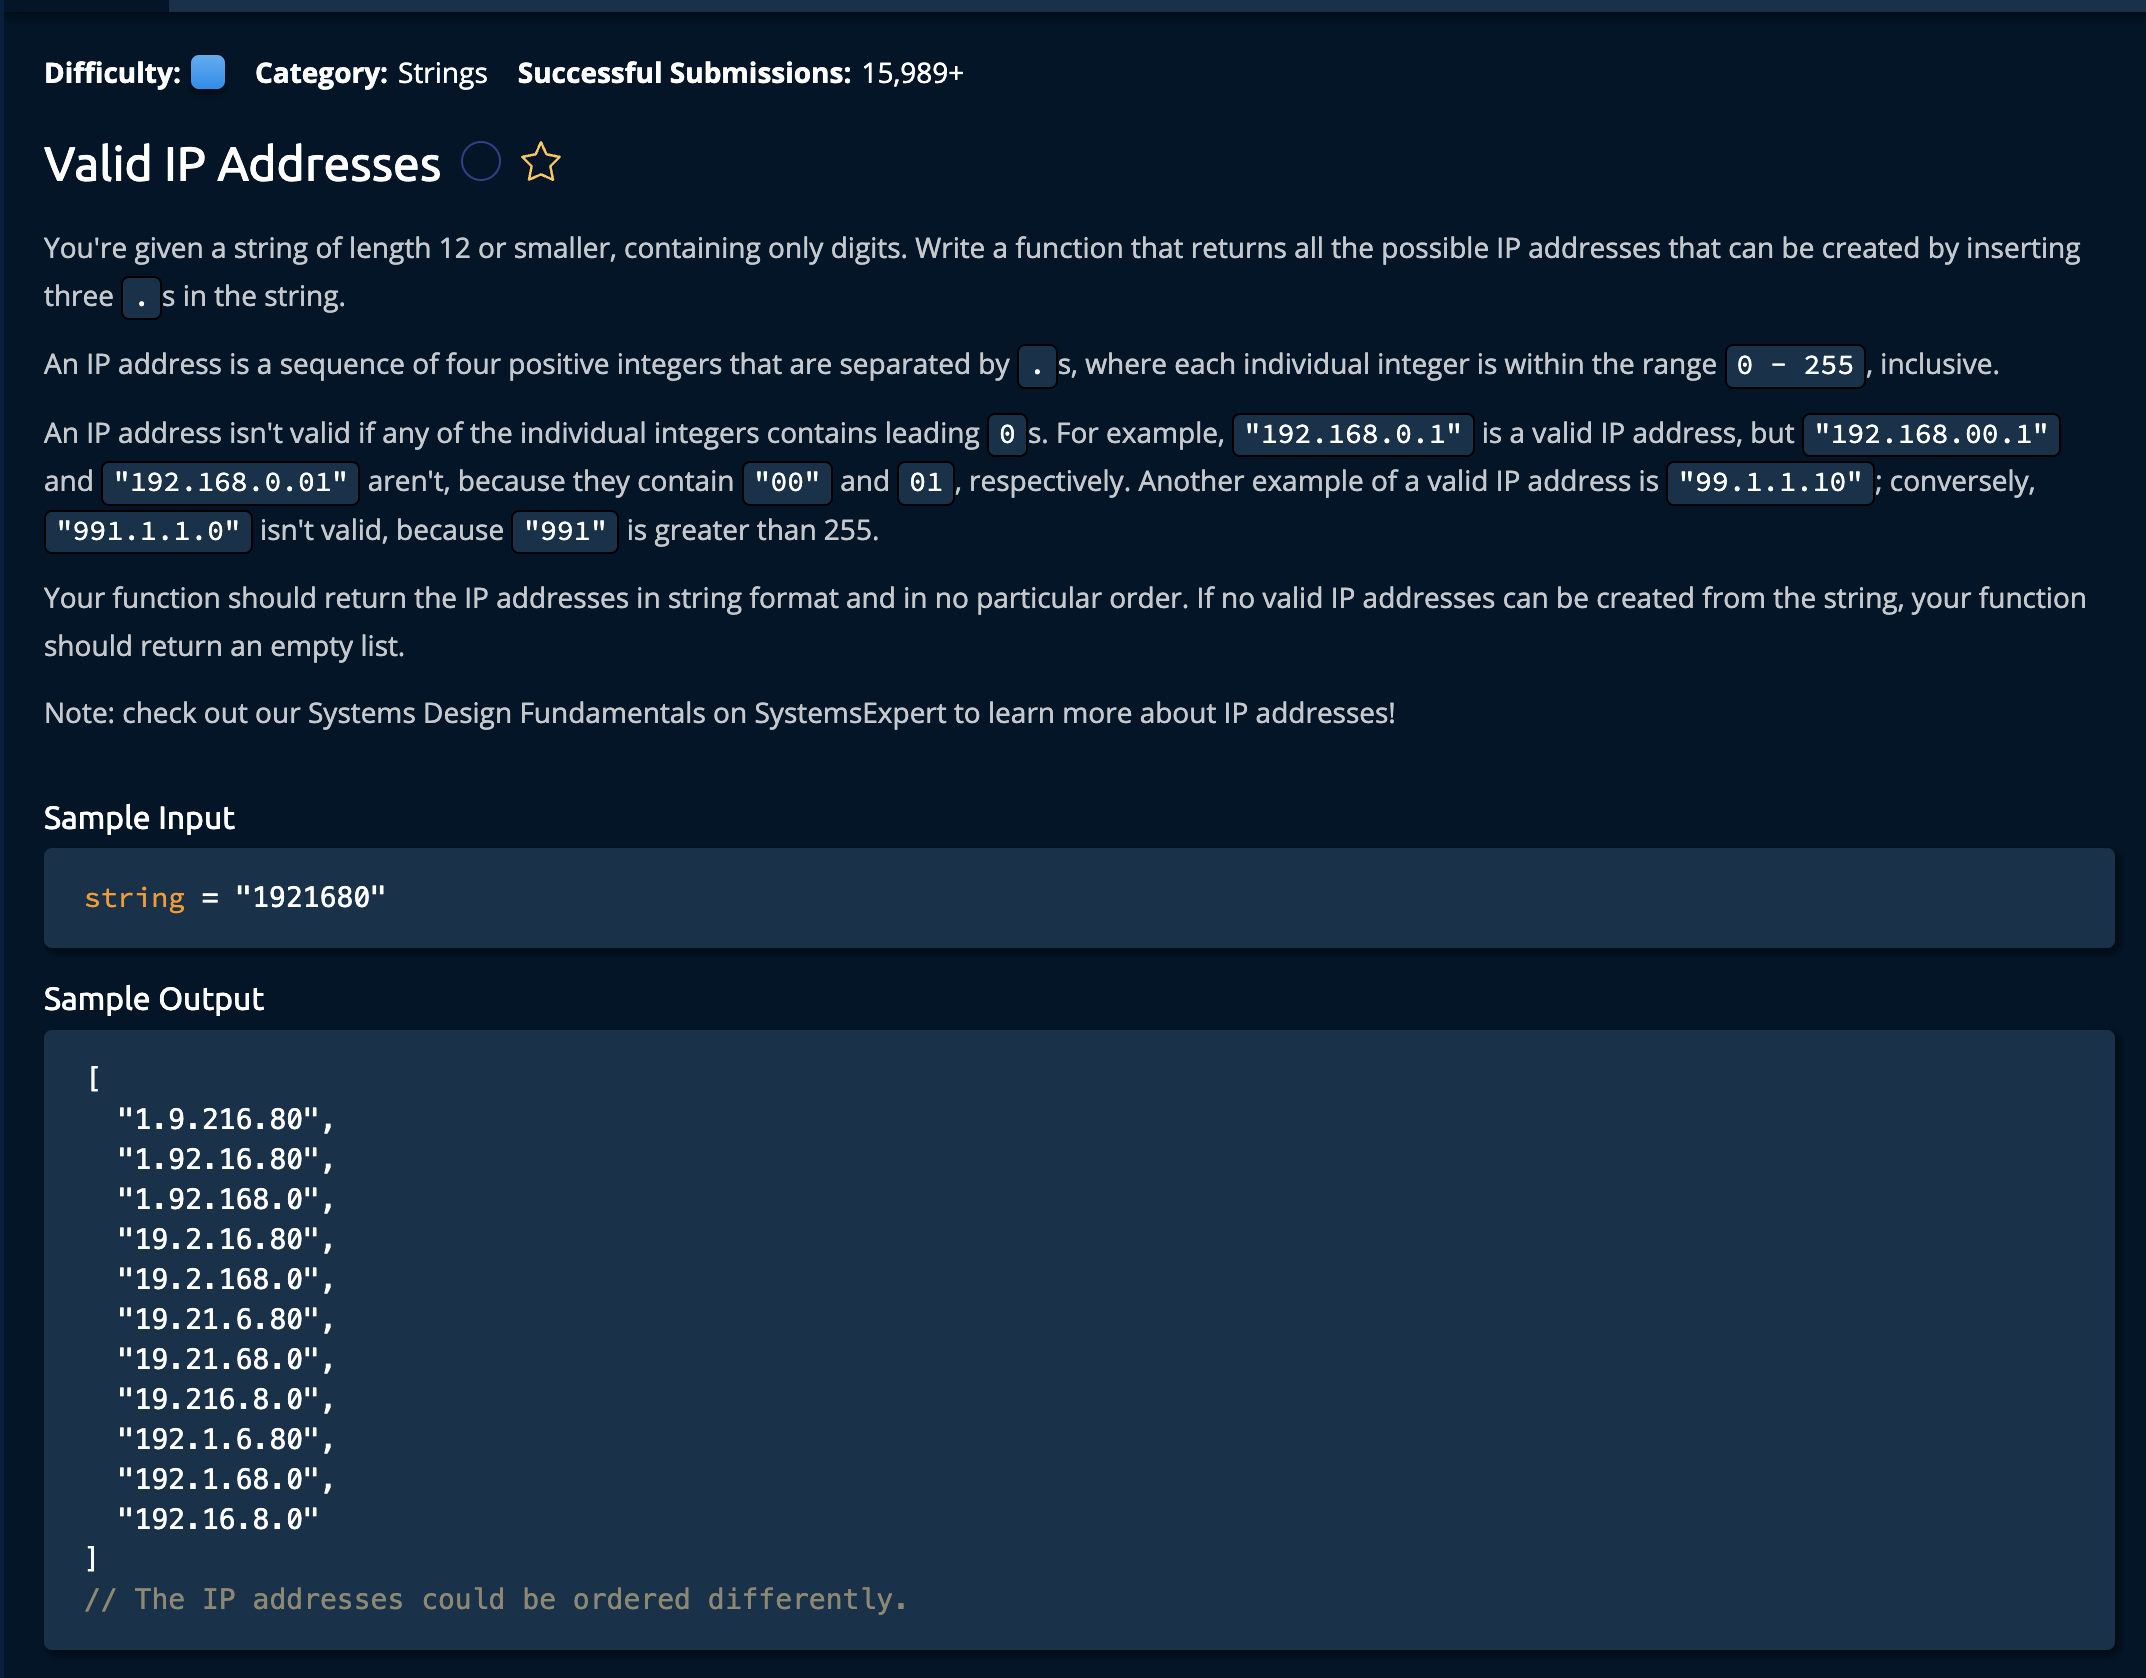 Difficulty: Category: Strings Successful Submissions: 15,989+
Valid IP Addresses
You're given a string of length 12 or smaller, containing only digits. Write a function that returns all the possible IP addresses that can be created by inserting
three . s in the string.
An IP address is a sequence of four positive integers that are separated by . s, where each individual integer is within the range 0 - 255 , inclusive.
An IP address isn't valid if any of the individual integers contains leading 0 s. For example, "192.168.0.1" is a valid IP address, but "192.168.00.1"
and "192.168.0.01" aren't, because they contain "00" and 01 , respectively. Another example of a valid IP address is "99.1.1.10" ; conversely,
"991.1.1.0" isn't valid, because "991" is greater than 255.
Your function should return the IP addresses in string format and in no particular order. If no valid IP addresses can be created from the string, your function
should return an empty list.
Note: check out our Systems Design Fundamentals on SystemsExpert to learn more about IP addresses!
Sample Input
string = "1921680"
Sample Output
[
"1.9.216.80",
"1.92.16.80",
"1.92.168.0",
"19.2.16.80",
"19.2.168.0",
"19.21.6.80",
"19.21.68.0",
"19.216.8.0",
"192.1.6.80",
"192.1.68.0",
"192.16.8.0"
]
// The IP addresses could be ordered differently.